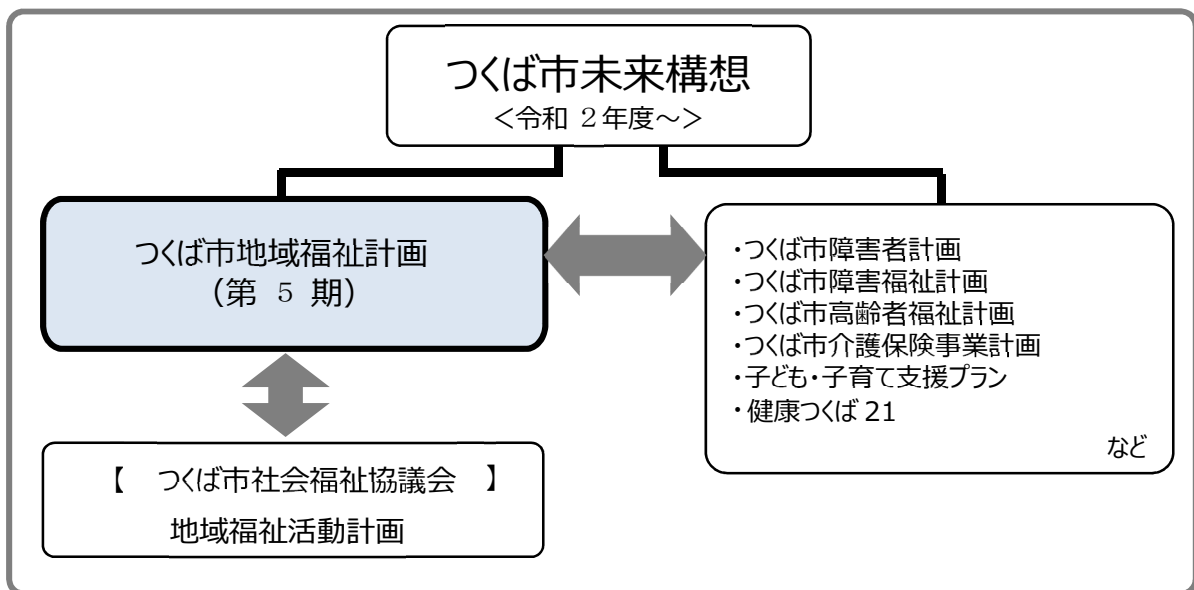 つくば市未来構想
＜令和 ２年度～＞
つくば市地域福祉計画
（第 ５ 期）
・つくば市障害者計画
・つくば市障害福祉計画
・つくば市高齢者福祉計画
・つくば市介護保険事業計画
・子ども・子育て支援プラン
・健康つくば 21
など
【 つくば市社会福祉協議会 】
地域福祉活動計画